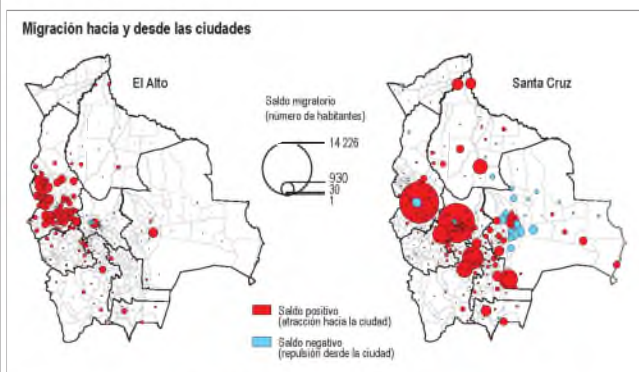 Migración hacia y desde las ciudades
El Alto
Santa Cruz
Saldo migratorio
(número de habitantes)
14 226
930
30
1
Saldo positivo
(atracción hacia la ciudad)
Saldo negativo
(repulsión desde la ciudad)